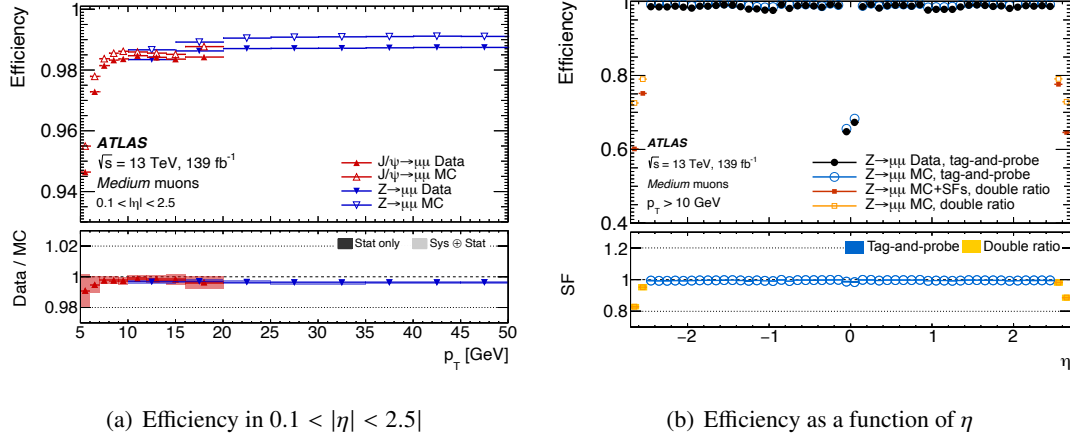 Efficiency
1
0.98
0.96
0.94
ATLAS
√s = 13 TeV, 139 fb⁻¹
Medium muons
0.1 < |η| < 2.5
J/ψ→μμ Data
J/ψ→μμ MC
Z→μμ Data
Z→μμ MC
Data / MC
1.02
1
0.98
Stat only
Sys ⊕ Stat
5 10 15 20 25 30 35 40 45 50
p_T [GeV]
(a) Efficiency in 0.1 < |η| < 2.5|
Efficiency
1
0.8
0.6
0.4
ATLAS
√s = 13 TeV, 139 fb⁻¹
Medium muons
p_T > 10 GeV
Z→μμ Data, tag-and-probe
Z→μμ MC, tag-and-probe
Z→μμ MC+SFs, double ratio
Z→μμ MC, double ratio
SF
1.2
1
0.8
Tag-and-probe
Double ratio
−2 −1 0 1 2
η
(b) Efficiency as a function of η